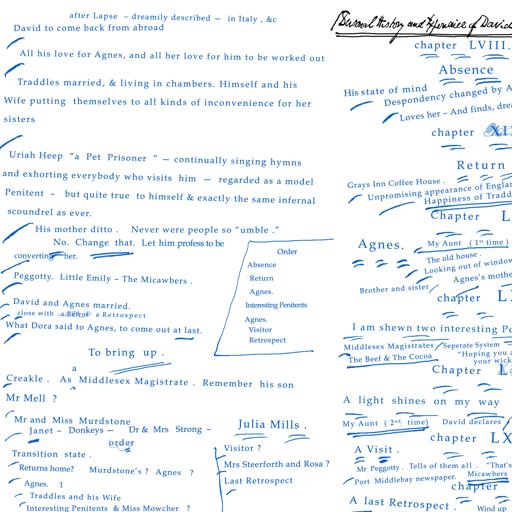 after Lapse – dreamily described – in Italy , &c
David to come back from abroad
All his love for Agnes, and all her love for him to be worked out
Traddles married, & living in chambers. Himself and his
Wife putting themselves to all kinds of inconvenience for her
sisters
Uriah Heep "a Pet Prisoner " – continually singing hymns
and exhorting everybody who visits him – regarded as a model
Penitent – but quite true to himself & exactly the same infernal
scoundrel as ever.
His mother ditto . Never were people so "umble ."
No. Change that. Let him profess to be
converting her.
Peggotty. Little Emily – The Micawbers .
David and Agnes married.
close with a Retrospect
What Dora said to Agnes, to come out at last.
To bring up .
a
Creakle . As Middlesex Magistrate . Remember his son
Mr Mell ?
Mr and Miss Murdstone
Janet – Donkeys – Dr & Mrs Strong –
order
Transition state .
Returns home? Murdstone's ? Agnes ?
Agnes. 1
Traddles and his Wife
Interesting Penitents & Miss Mowcher ?
Order
Absence
Return
Agnes.
Interesting Penitents
Agnes.
Visitor
Retrospect
Julia Mills .
Visitor ?
Mrs Steerforth and Rosa ?
Last Retrospect
Personal History and Experience of David
chapter LVIII.
Absence
His state of mind
Despondency changed by A
Loves her – And finds, drea
chapter
Return
Grays Inn Coffee House .
Unpromising appearance of Englan
Happiness of Tradd
Chapter L
Agnes.
My Aunt (1st time)
The old house .
Looking out of window
Agnes's mothe
Brother and sister
chapter L
I am shewn two interesting Pe
Middlesex Magistrates Seperate System
The Beef & The Cocoa
"Hoping you a
your wick
Chapter
A light shines on my way
My Aunt (2nd. time) David declares
chapter LX
A Visit .
Mr Peggotty . Tells of them all . "That's
Port Middlebay newspaper. Micawbers
chapter
A last Retrospect . Wind up